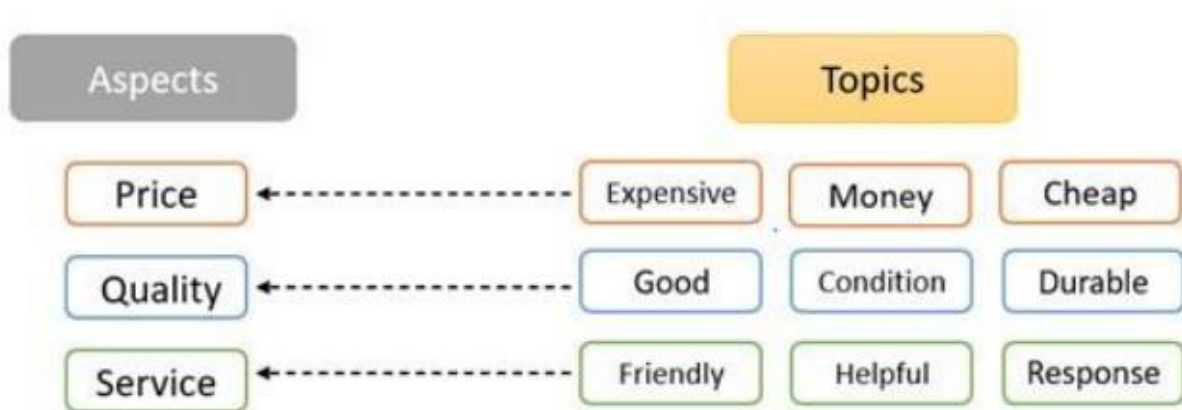 Aspects Topics
Price Expensive Money Cheap
Quality Good Condition Durable
Service Friendly Helpful Response